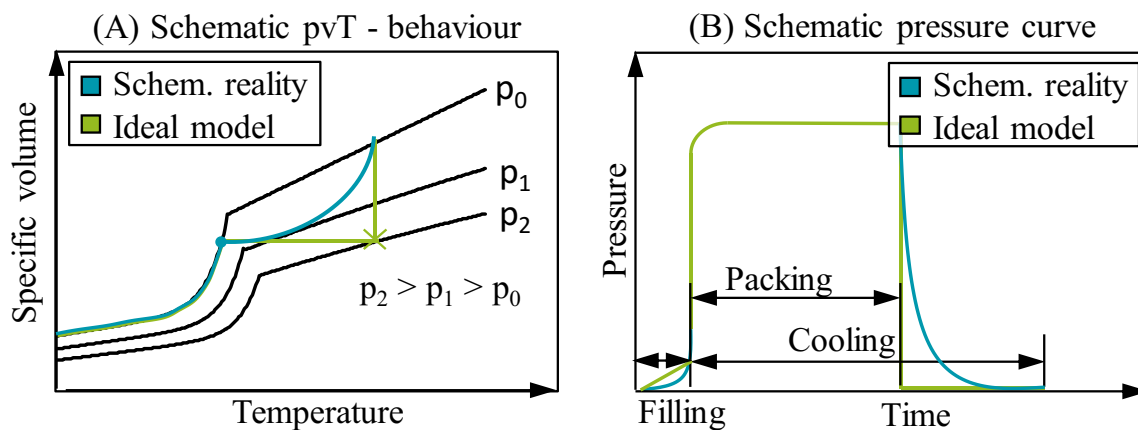 (A) Schematic pvT - behaviour
Schem. reality
Ideal model
p₀
p₁
p₂
p₂ > p₁ > p₀
Specific volume
Temperature
(B) Schematic pressure curve
Schem. reality
Ideal model
Pressure
Packing
Cooling
Filling
Time